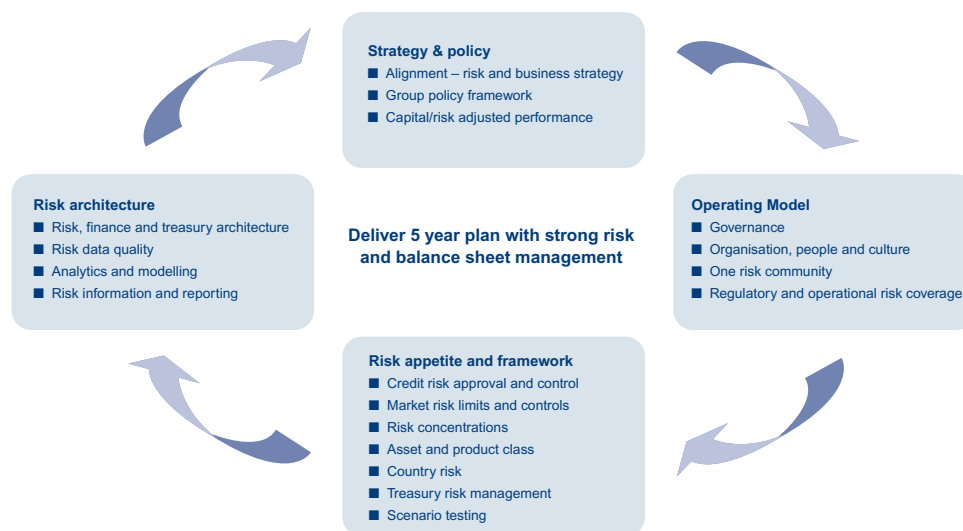 Strategy & policy
■ Alignment – risk and business strategy
■ Group policy framework
■ Capital/risk adjusted performance
Risk architecture
■ Risk, finance and treasury architecture
■ Risk data quality
■ Analytics and modelling
■ Risk information and reporting
Deliver 5 year plan with strong risk
and balance sheet management
Operating Model
■ Governance
■ Organisation, people and culture
■ One risk community
■ Regulatory and operational risk coverage
Risk appetite and framework
■ Credit risk approval and control
■ Market risk limits and controls
■ Risk concentrations
■ Asset and product class
■ Country risk
■ Treasury risk management
■ Scenario testing